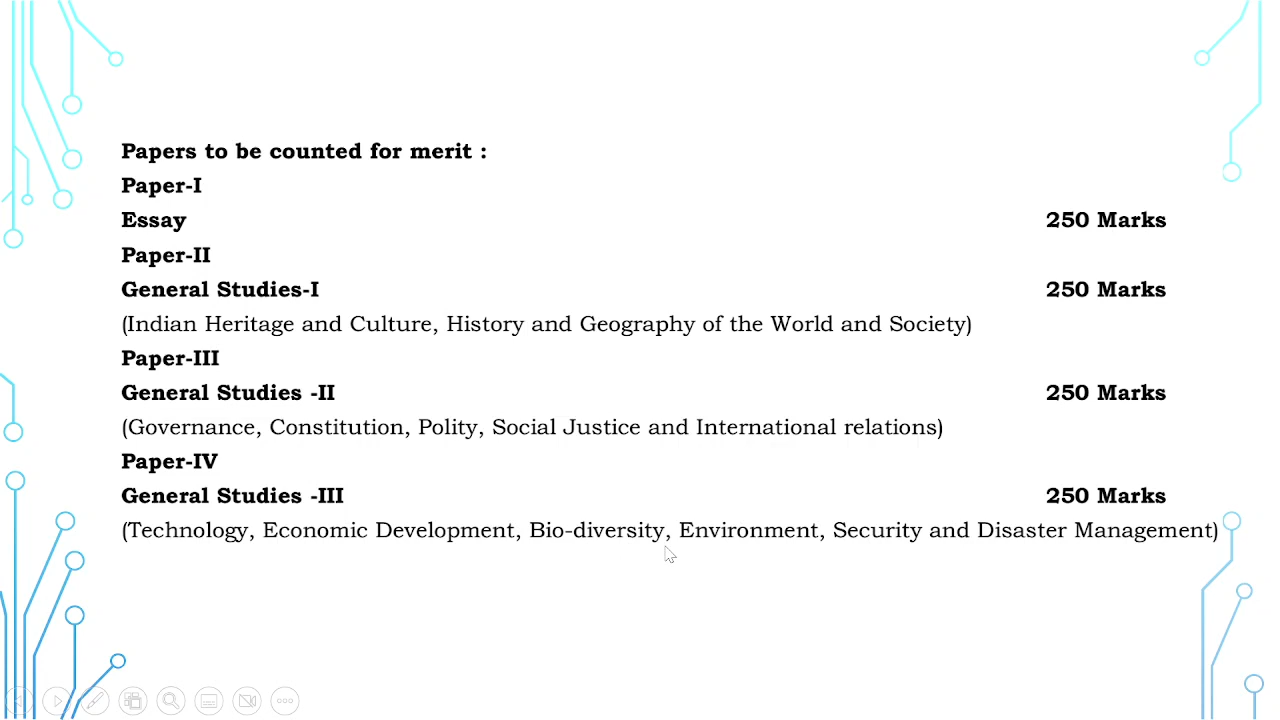 Papers to be counted for merit :
Paper-I
Essay 250 Marks
Paper-II
General Studies-I 250 Marks
(Indian Heritage and Culture, History and Geography of the World and Society)
Paper-III
General Studies -II 250 Marks
(Governance, Constitution, Polity, Social Justice and International relations)
Paper-IV
General Studies -III 250 Marks
(Technology, Economic Development, Bio-diversity, Environment, Security and Disaster Management)